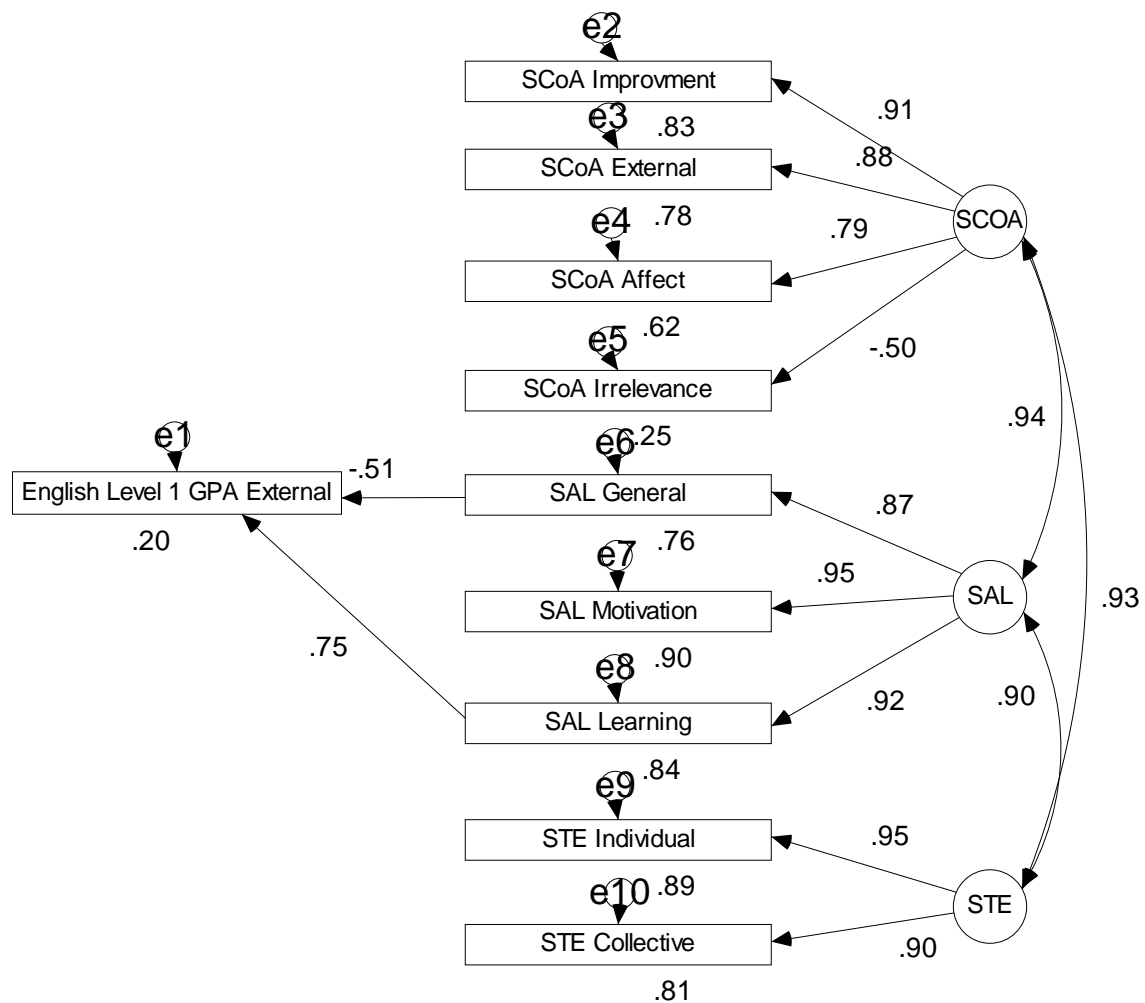 e2
SCoA Improvment
.91
e3
.83
.88
SCoA External
SCOA
e4
.78
.79
SCoA Affect
e5
.62
-.50
SCoA Irrelevance
.94
e1
e6
.25
-.51
English Level 1 GPA External
SAL General
.87
.20
e7
.76
.95
SAL
.93
SAL Motivation
.75
e8
.90
.92
.90
SAL Learning
e9
.84
.95
STE Individual
e10
.89
STE
STE Collective
.90
.81